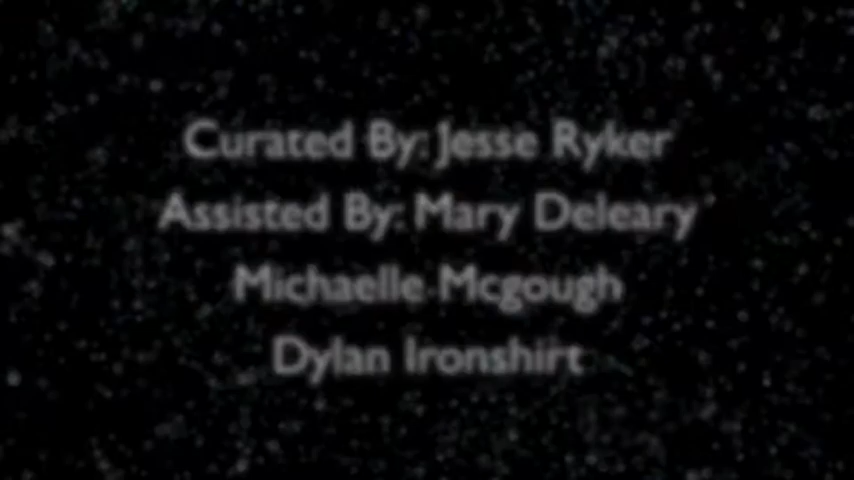 Curated By: Jesse Ryker
Assisted By: Mary Deleary
Michaelle Mcgough
Dylan Ironshirt